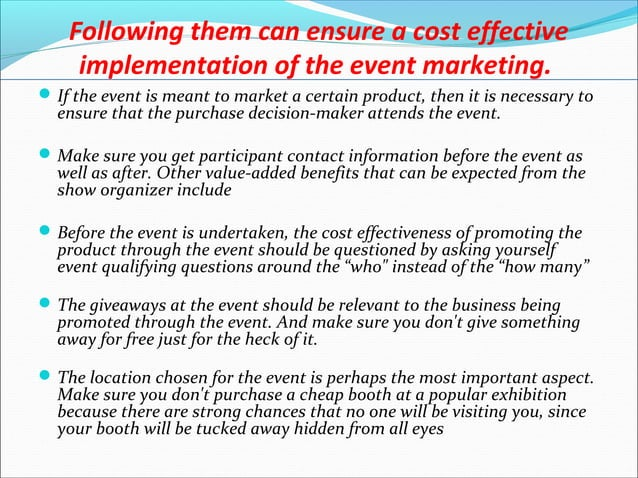 Following them can ensure a cost effective
implementation of the event marketing.
If the event is meant to market a certain product, then it is necessary to
ensure that the purchase decision-maker attends the event.
Make sure you get participant contact information before the event as
well as after. Other value-added benefits that can be expected from the
show organizer include
Before the event is undertaken, the cost effectiveness of promoting the
product through the event should be questioned by asking yourself
event qualifying questions around the “who" instead of the “how many”
The giveaways at the event should be relevant to the business being
promoted through the event. And make sure you don't give something
away for free just for the heck of it.
The location chosen for the event is perhaps the most important aspect.
Make sure you don't purchase a cheap booth at a popular exhibition
because there are strong chances that no one will be visiting you, since
your booth will be tucked away hidden from all eyes